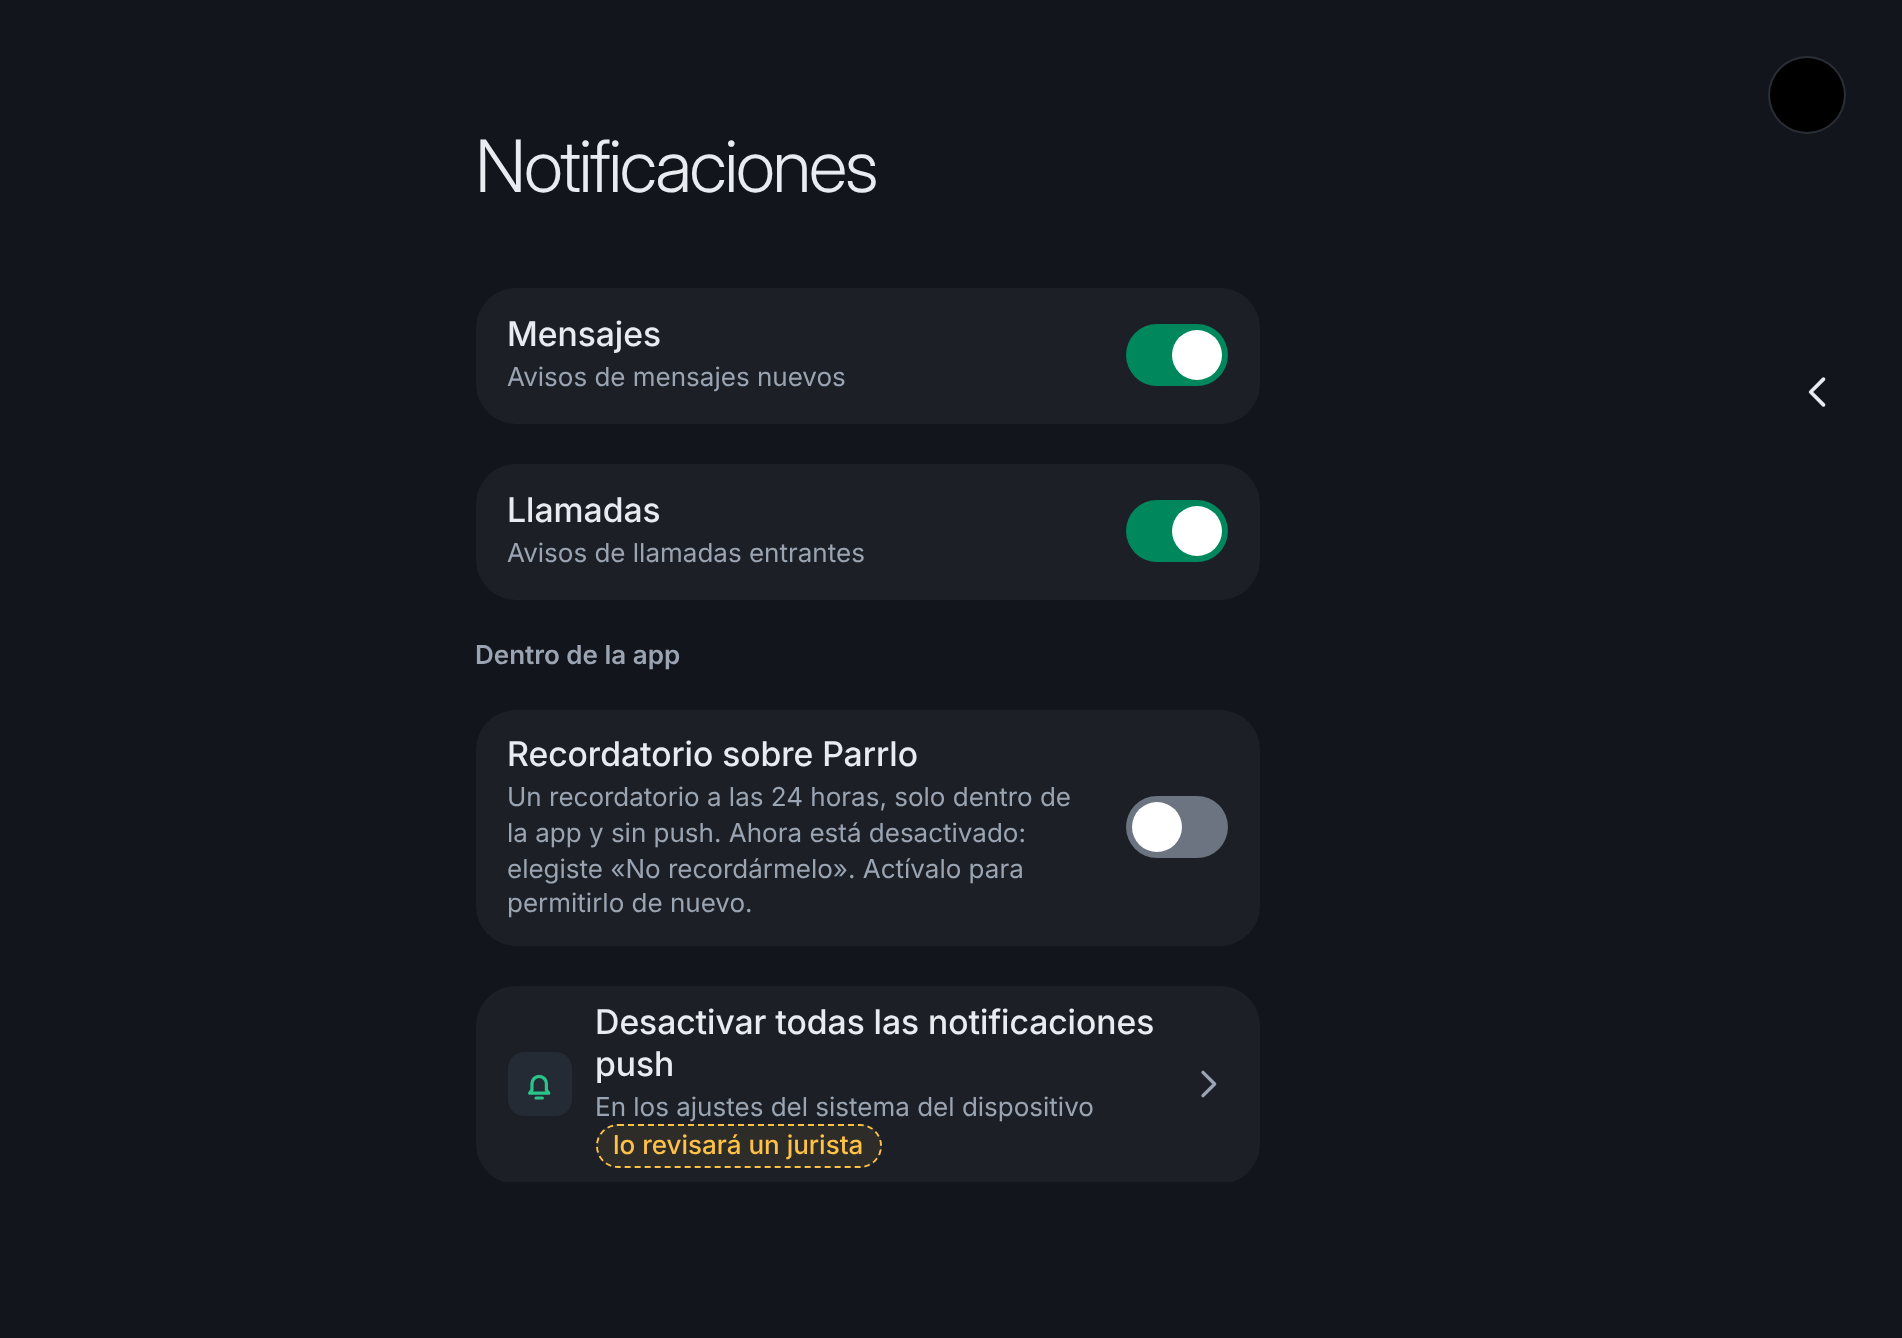 Notificaciones
Mensajes
Avisos de mensajes nuevos
Llamadas
Avisos de llamadas entrantes
Dentro de la app
Recordatorio sobre Parrlo
Un recordatorio a las 24 horas, solo dentro de
la app y sin push. Ahora está desactivado:
elegiste «No recordármelo». Actívalo para
permitirlo de nuevo.
Desactivar todas las notificaciones
push
En los ajustes del sistema del dispositivo
lo revisará un jurista